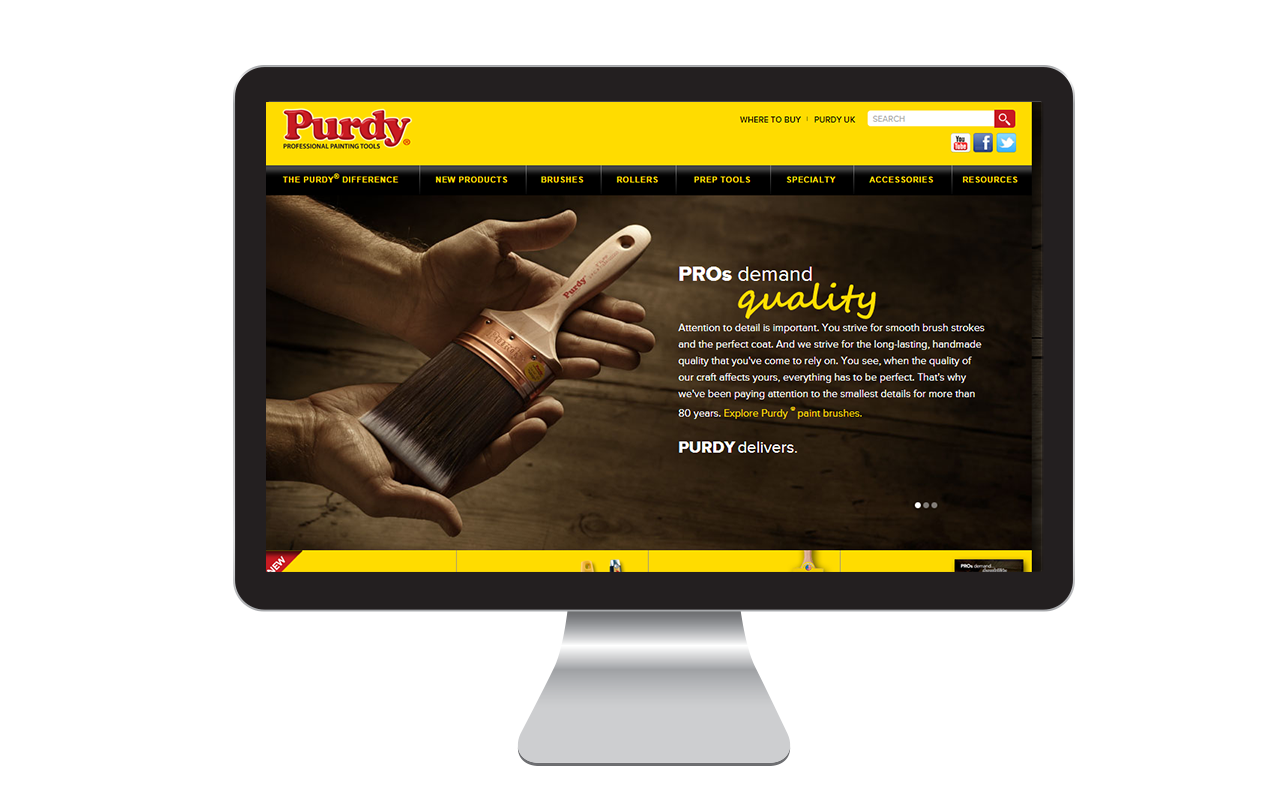 Purdy®
PROFESSIONAL PAINTING TOOLS
WHERE TO BUY | PURDY UK
SEARCH
You
Tube
f
THE PURDY® DIFFERENCE
NEW PRODUCTS
BRUSHES
ROLLERS
PREP TOOLS
SPECIALTY
ACCESSORIES
RESOURCES
Purdy
PURDY
PROs demand
quality
Attention to detail is important. You strive for smooth brush strokes
and the perfect coat. And we strive for the long-lasting, handmade
quality that you've come to rely on. You see, when the quality of
our craft affects yours, everything has to be perfect. That's why
we've been paying attention to the smallest details for more than
80 years. Explore Purdy ® paint brushes.
PURDY delivers.
NEW
PROs demand